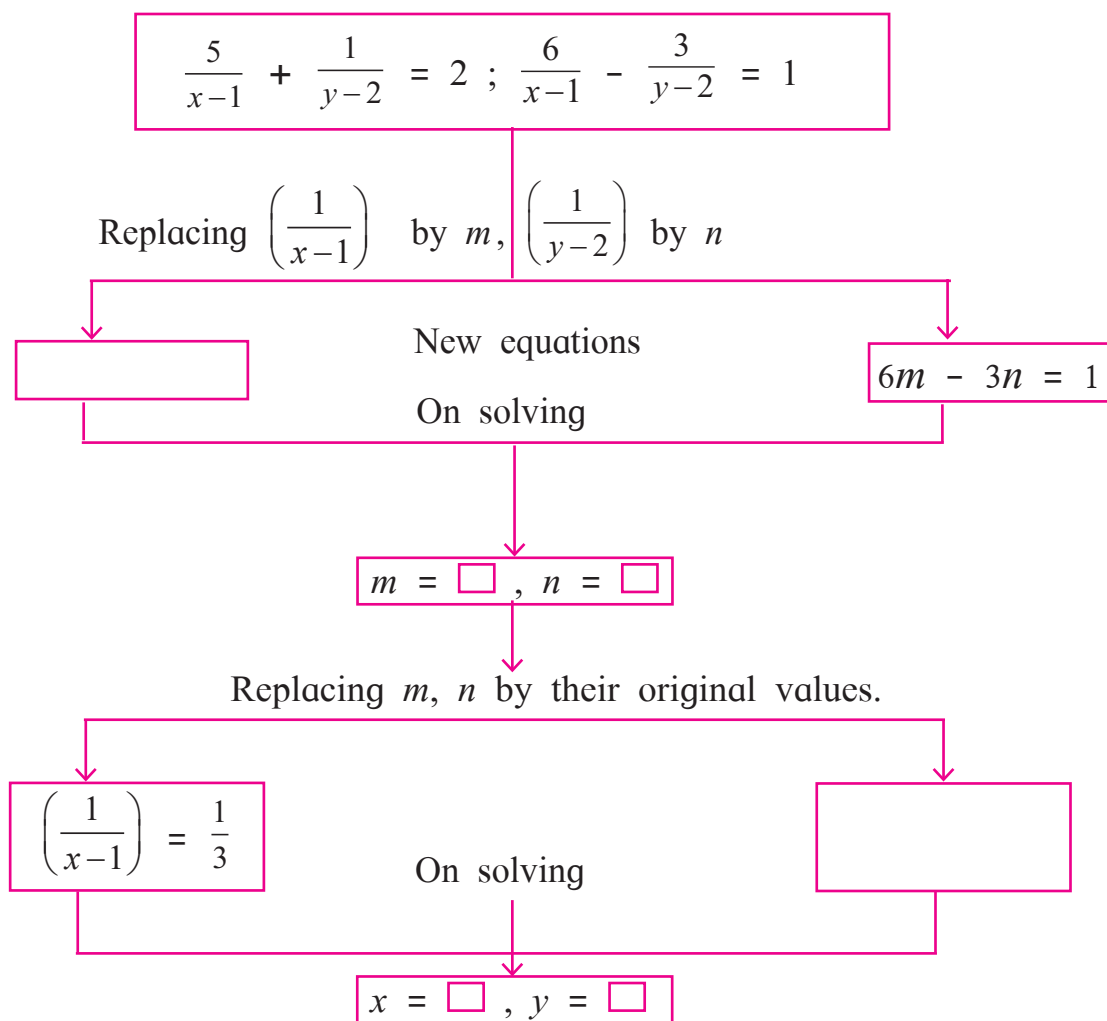 5/(x−1) + 1/(y−2) = 2 ; 6/(x−1) - 3/(y−2) = 1
Replacing (1/(x−1)) by m, (1/(y−2)) by n
New equations
6m - 3n = 1
On solving
m = □ , n = □
Replacing m, n by their original values.
(1/(x−1)) = 1/3
On solving
x = □ , y = □